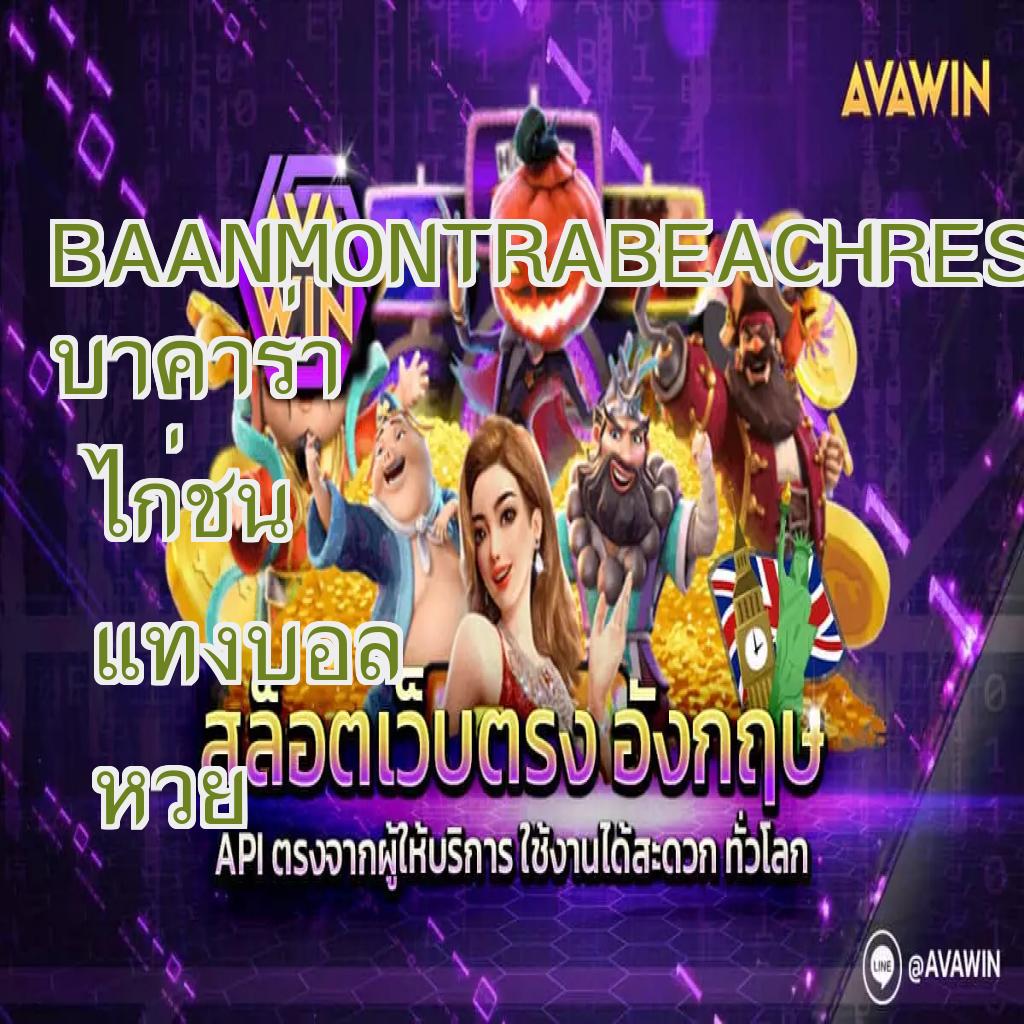 AVAWIN
AVA
WIN
BAANMONTRABEACHRES
บาคาร่า
ไก่ชน
แทงบอล
สล็อตเว็บตรง อังกฤษ
หวย
API ตรงจากผู้ให้บริการ ใช้งานได้สะดวก ทั่วโลก
LINE @AVAWIN